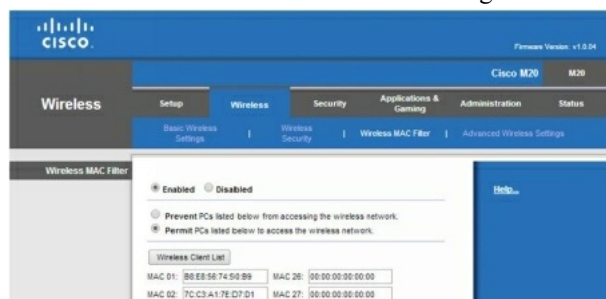 CISCO
Firmware Version: v1.0.04
Cisco M20 M20
Wireless
Setup Wireless Security Applications & Gaming Administration Status
Basic Wireless Settings | Wireless Security | Wireless MAC Filter | Advanced Wireless Settings
Wireless MAC Filter
Enabled Disabled
Help...
Prevent PCs listed below from accessing the wireless network.
Permit PCs listed below to access the wireless network.
Wireless Client List
MAC 01: B8:E8:56:74:50:B9 MAC 26: 00:00:00:00:00:00
MAC 02: 7C:C3:A1:7E:D7:D1 MAC 27: 00:00:00:00:00:00